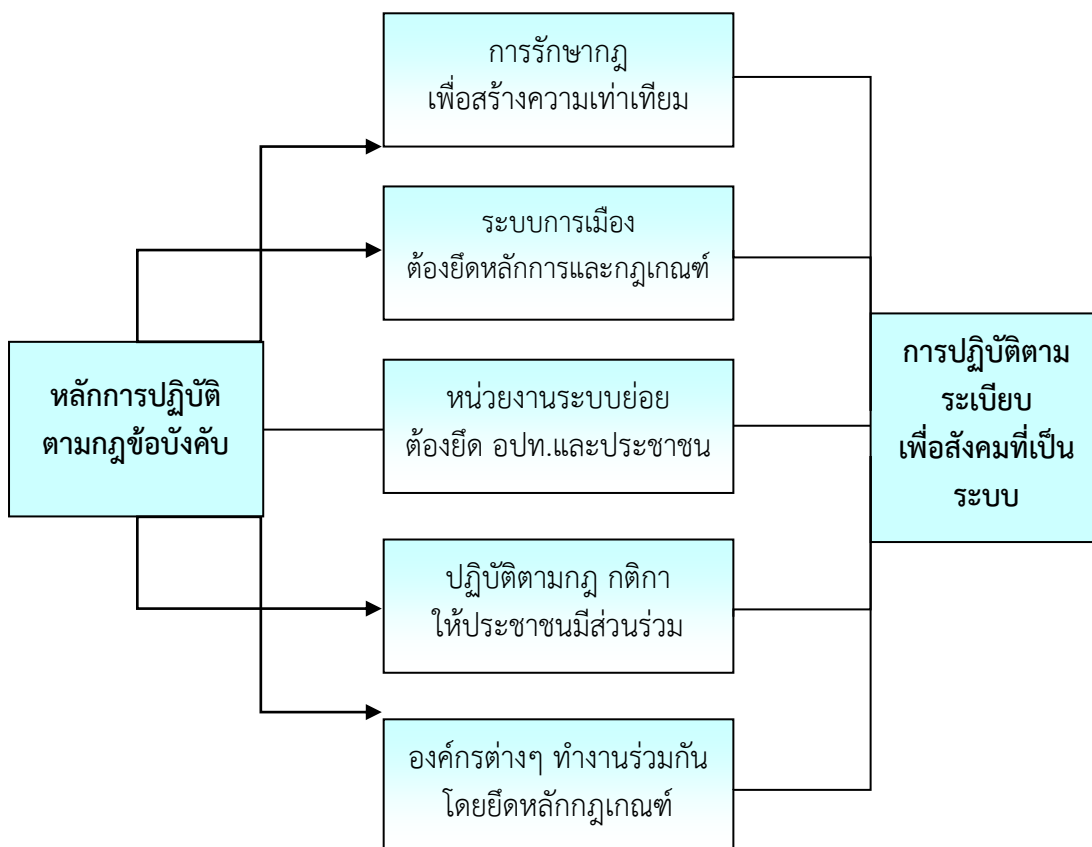 การรักษากฎ
เพื่อสร้างความเท่าเทียม
ระบบการเมือง
ต้องยึดหลักการและกฎเกณฑ์
หลักการปฏิบัติ
ตามกฎข้อบังคับ
หน่วยงานระบบย่อย
ต้องยึด อปท.และประชาชน
ปฏิบัติตามกฎ กติกา
ให้ประชาชนมีส่วนร่วม
องค์กรต่างๆ ทำงานร่วมกัน
โดยยึดหลักกฎเกณฑ์
การปฏิบัติตาม
ระเบียบ
เพื่อสังคมที่เป็น
ระบบ